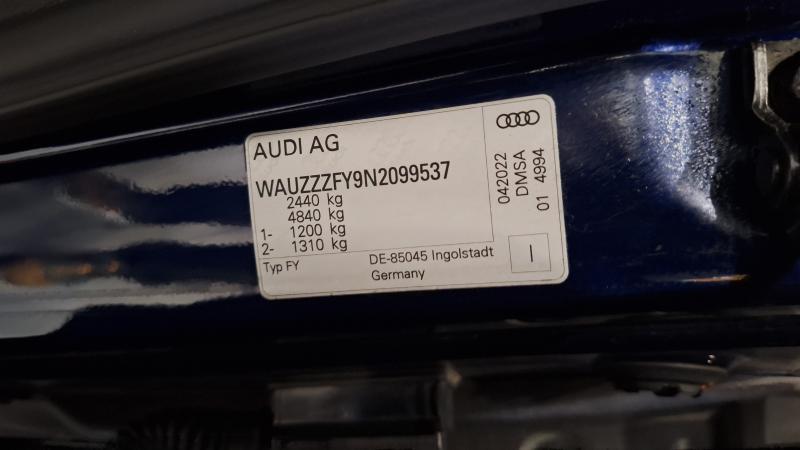 AUDI AG
WAUZZZFY9N2099537
2440 kg
4840 kg
1- 1200 kg
2- 1310 kg
Typ FY
DE-85045 Ingolstadt
Germany
042022
DMSA
01 4994
I